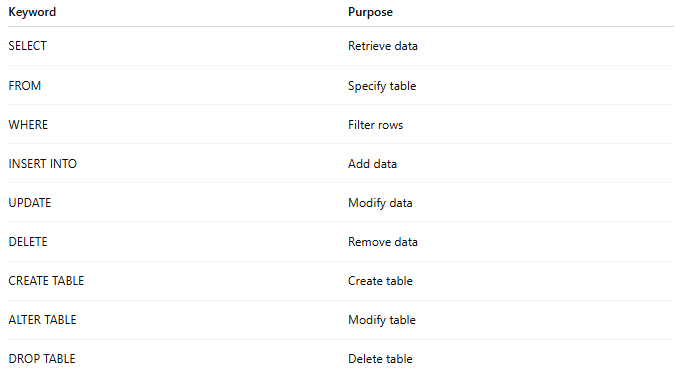 Keyword Purpose
SELECT Retrieve data
FROM Specify table
WHERE Filter rows
INSERT INTO Add data
UPDATE Modify data
DELETE Remove data
CREATE TABLE Create table
ALTER TABLE Modify table
DROP TABLE Delete table